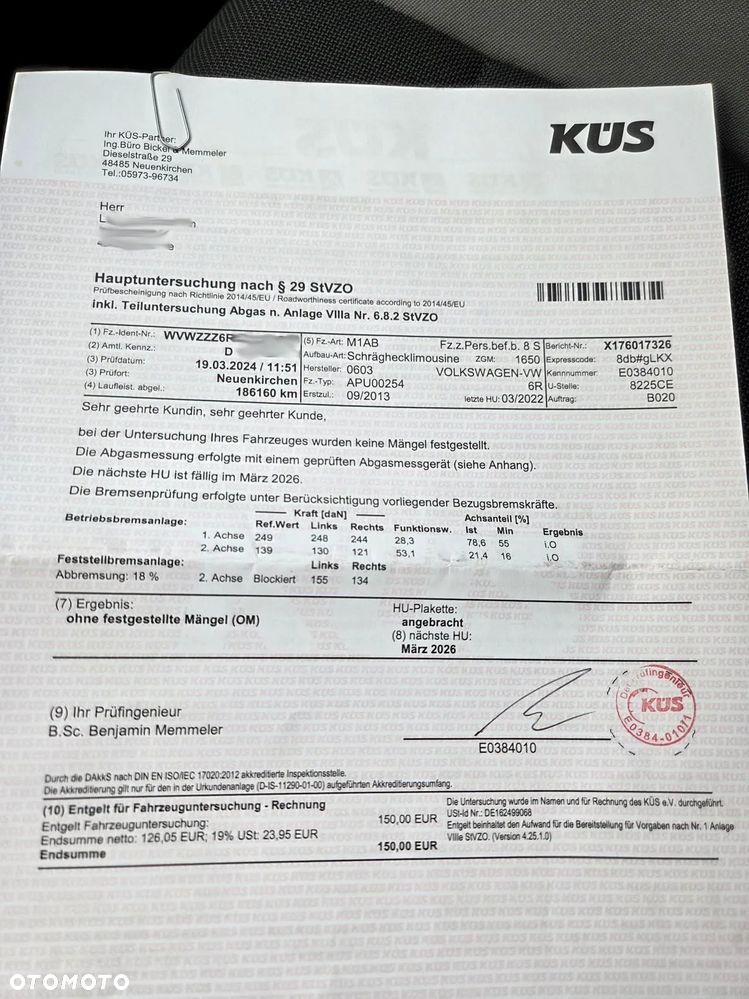 KÜS
Ihr KÜS-Partner:
Ing.Büro Bickel & Memmeler
Dieselstraße 29
48485 Neuenkirchen
Tel.:05973-96734
Herr
L n
e
Hauptuntersuchung nach § 29 StVZO
Prüfbescheinigung nach Richtlinie 2014/45/EU / Roadworthiness certificate according to 2014/45/EU
inkl. Teiluntersuchung Abgas n. Anlage VIIIa Nr. 6.8.2 StVZO
(1) Fz.-Ident-Nr.: WVWZZZ6R (5) Fz.-Art: M1AB Fz.z.Pers.bef.b. 8 S Bericht-Nr.: X176017326
(2) Amtl. Kennz.: D Aufbau-Art: Schräghecklimousine ZGM: 1650 Expresscode: 8db#gLKX
(3) Prüfdatum: 19.03.2024 / 11:51 Hersteller: 0603 VOLKSWAGEN-VW Kennnummer: E0384010
(3) Prüfort: Neuenkirchen Fz.-Typ: APU00254 6R U-Stelle: 8225CE
(4) Laufleist. abgel.: 186160 km Erstzul.: 09/2013 letzte HU: 03/2022 Auftrag: B020
Sehr geehrte Kundin, sehr geehrter Kunde,
bei der Untersuchung Ihres Fahrzeuges wurden keine Mängel festgestellt.
Die Abgasmessung erfolgte mit einem geprüften Abgasmessgerät (siehe Anhang).
Die nächste HU ist fällig im März 2026.
Die Bremsenprüfung erfolgte unter Berücksichtigung vorliegender Bezugsbremskräfte.
Kraft [daN] Achsanteil [%]
Betriebsbremsanlage: Ref.Wert Links Rechts Funktionsw. Ist Min Ergebnis
1. Achse 249 248 244 28,3 78,6 55 i.O
2. Achse 139 130 121 53,1 21,4 16 i.O
Feststellbremsanlage: Links Rechts
Abbremsung: 18 % 2. Achse Blockiert 155 134
(7) Ergebnis: HU-Plakette:
ohne festgestellte Mängel (OM) angebracht
(8) nächste HU:
März 2026
(9) Ihr Prüfingenieur
B.Sc. Benjamin Memmeler
E0384010
Der Prüfingenieur
KÜS
E0384-010/1
Durch die DAkkS nach DIN EN ISO/IEC 17020:2012 akkreditierte Inspektionsstelle.
Die Akkreditierung gilt nur für den in der Urkundenanlage (D-IS-11290-01-00) aufgeführten Akkreditierungsumfang.
(10) Entgelt für Fahrzeuguntersuchung - Rechnung
Entgelt Fahrzeuguntersuchung: 150,00 EUR
Endsumme netto: 126,05 EUR; 19% USt: 23,95 EUR
Endsumme 150,00 EUR
Die Untersuchung wurde im Namen und für Rechnung des KÜS e.V. durchgeführt.
USt-Id Nr.: DE162499068
Entgelt beinhaltet den Aufwand für die Bereitstellung für Vorgaben nach Nr. 1 Anlage
VIIIe StVZO. (Version 4.25.1.0)
OTOMOTO